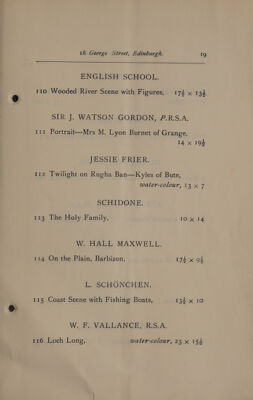 18 George Street, Edinburgh. 19
ENGLISH SCHOOL.
110 Wooded River Scene with Figures, 17½ × 13½
SIR J. WATSON GORDON, P.R.S.A.
111 Portrait—Mrs M. Lyon Burnet of Grange,
14 × 19½
JESSIE FRIER.
112 Twilight on Rugha Ban—Kyles of Bute,
water-colour, 13 × 7
SCHIDONE.
113 The Holy Family, 10 × 14
W. HALL MAXWELL.
114 On the Plain, Barbizon, 17½ × 9½
L. SCHÖNCHEN.
115 Coast Scene with Fishing Boats, 13½ × 10
W. F. VALLANCE, R.S.A.
116 Loch Long, water-colour, 23 × 15½